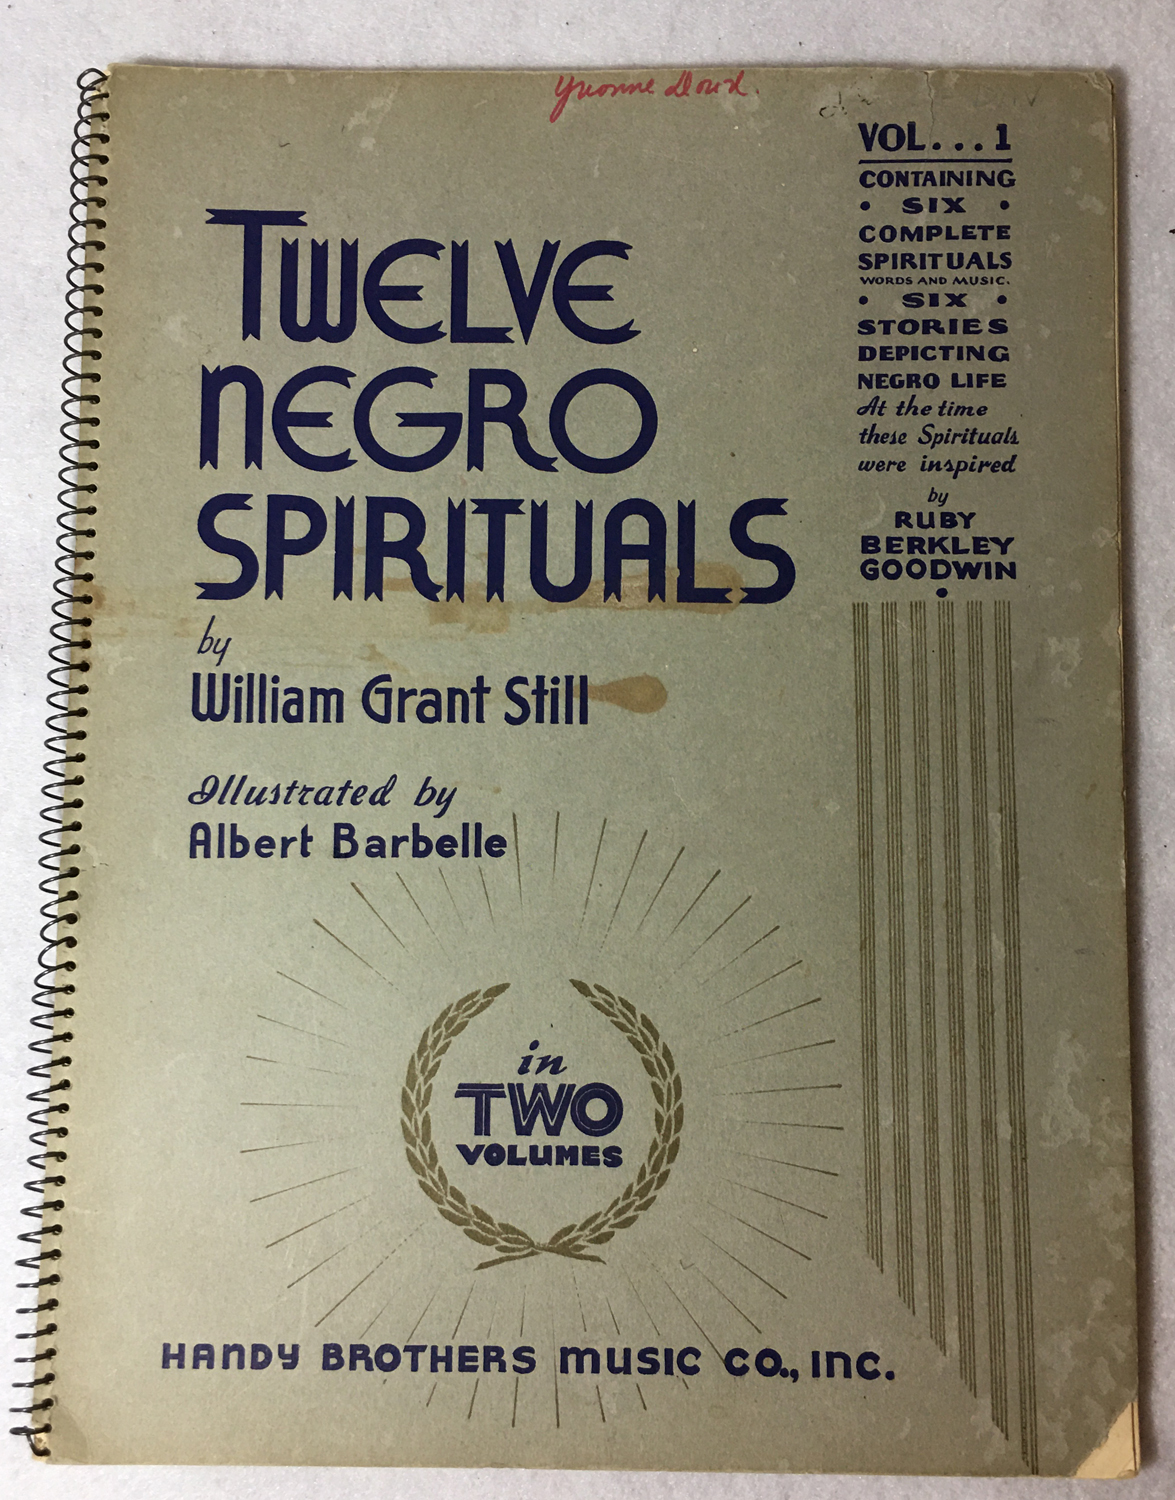 Yvonne
VOL...1
CONTAINING
• SIX •
COMPLETE
SPIRITUALS
WORDS AND MUSIC.
• SIX •
STORIES
DEPICTING
NEGRO LIFE
At the time
these Spirituals
were inspired
by
RUBY
BERKLEY
GOODWIN
TWELVE
NEGRO
SPIRITUALS
by
William Grant Still
Illustrated by
Albert Barbelle
in
TWO
VOLUMES
HANDY BROTHERS MUSIC CO., INC.